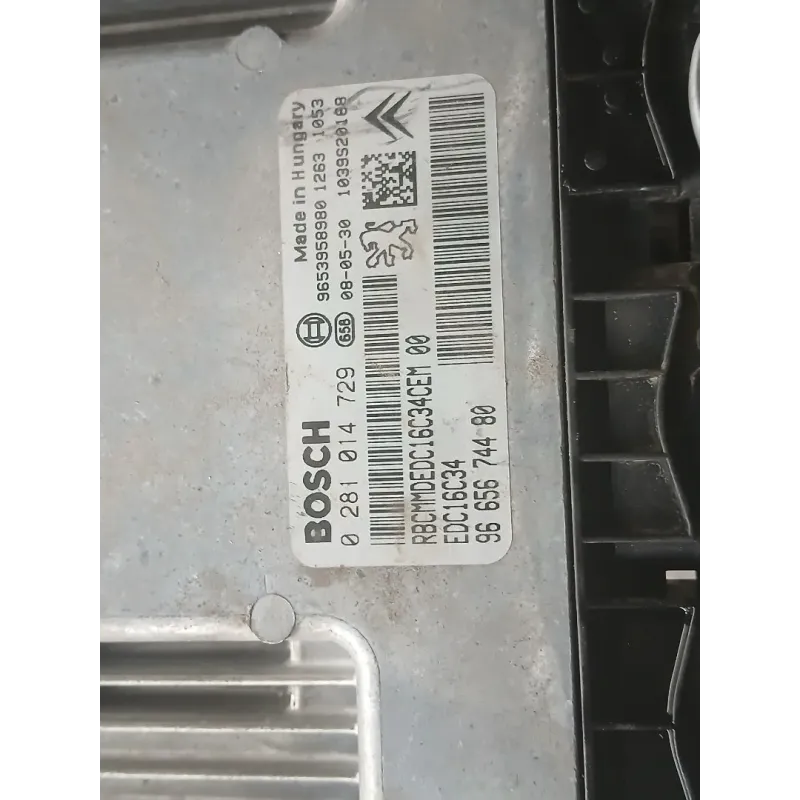 BOSCH
0 281 014 729
658
Made in Hungary
9653958980 1263 1053
08-05-30 1039S20188
RBCMMDEDC16C34CEM 00
EDC16C34
96 656 744 80